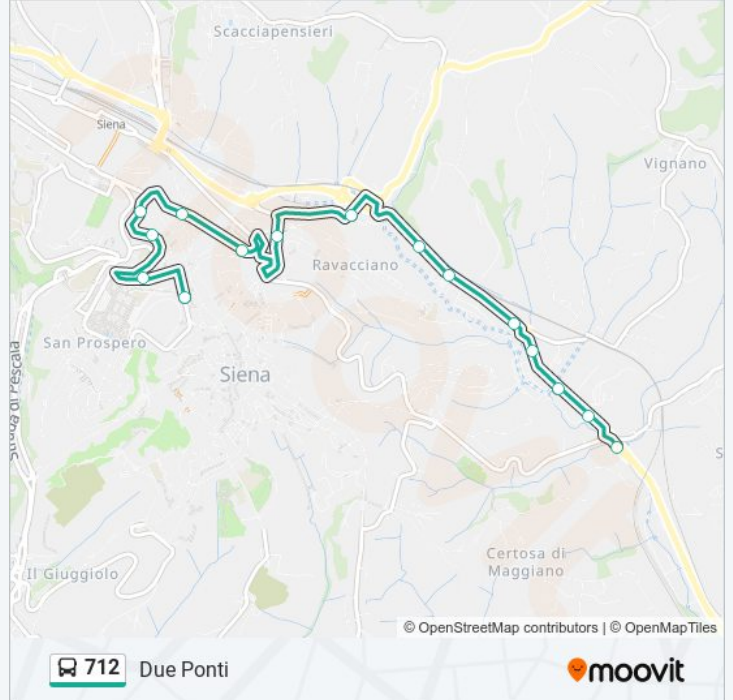 Scacciapensieri
Siena
Vignano
Ravacciano
San Prospero
Siena
Strada di Pescaia
Certosa di
Maggiano
Il Giuggiolo
© OpenStreetMap contributors | © OpenMapTiles
712 Due Ponti
moovit